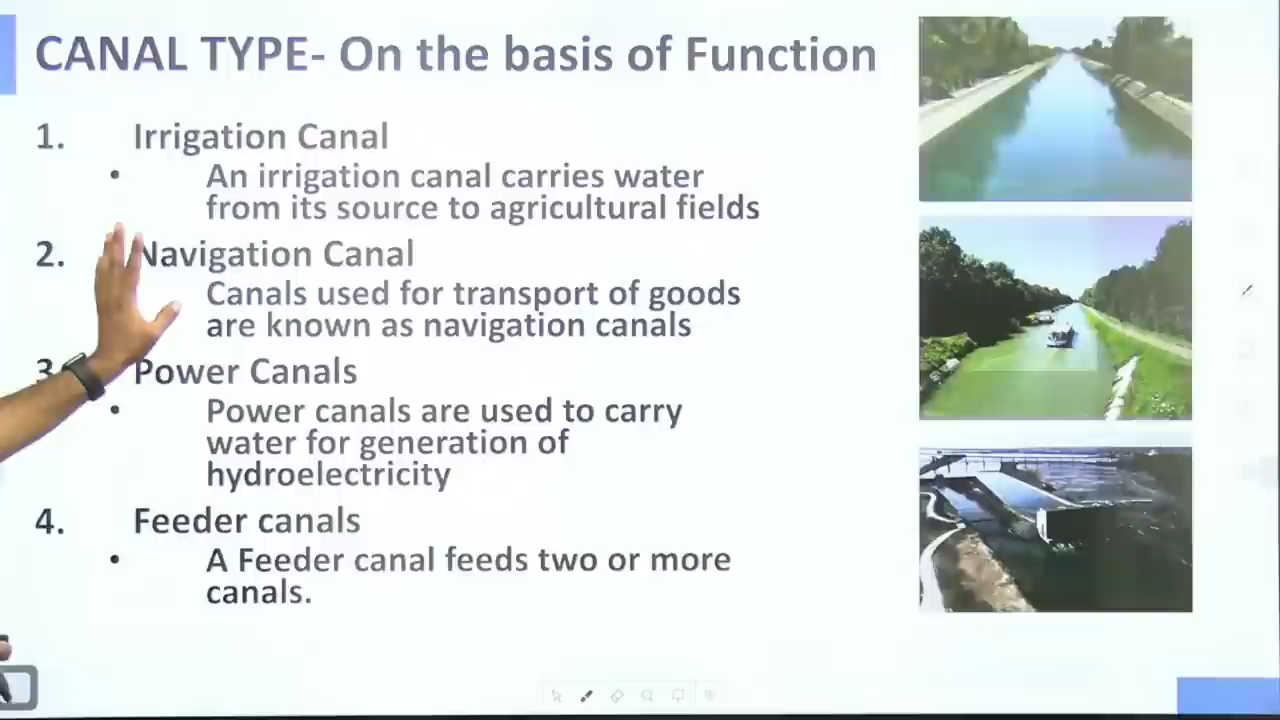 CANAL TYPE- On the basis of Function
1. Irrigation Canal
• An irrigation canal carries water
from its source to agricultural fields
2. Navigation Canal
Canals used for transport of goods
are known as navigation canals
3. Power Canals
• Power canals are used to carry
water for generation of
hydroelectricity
4. Feeder canals
• A Feeder canal feeds two or more
canals.